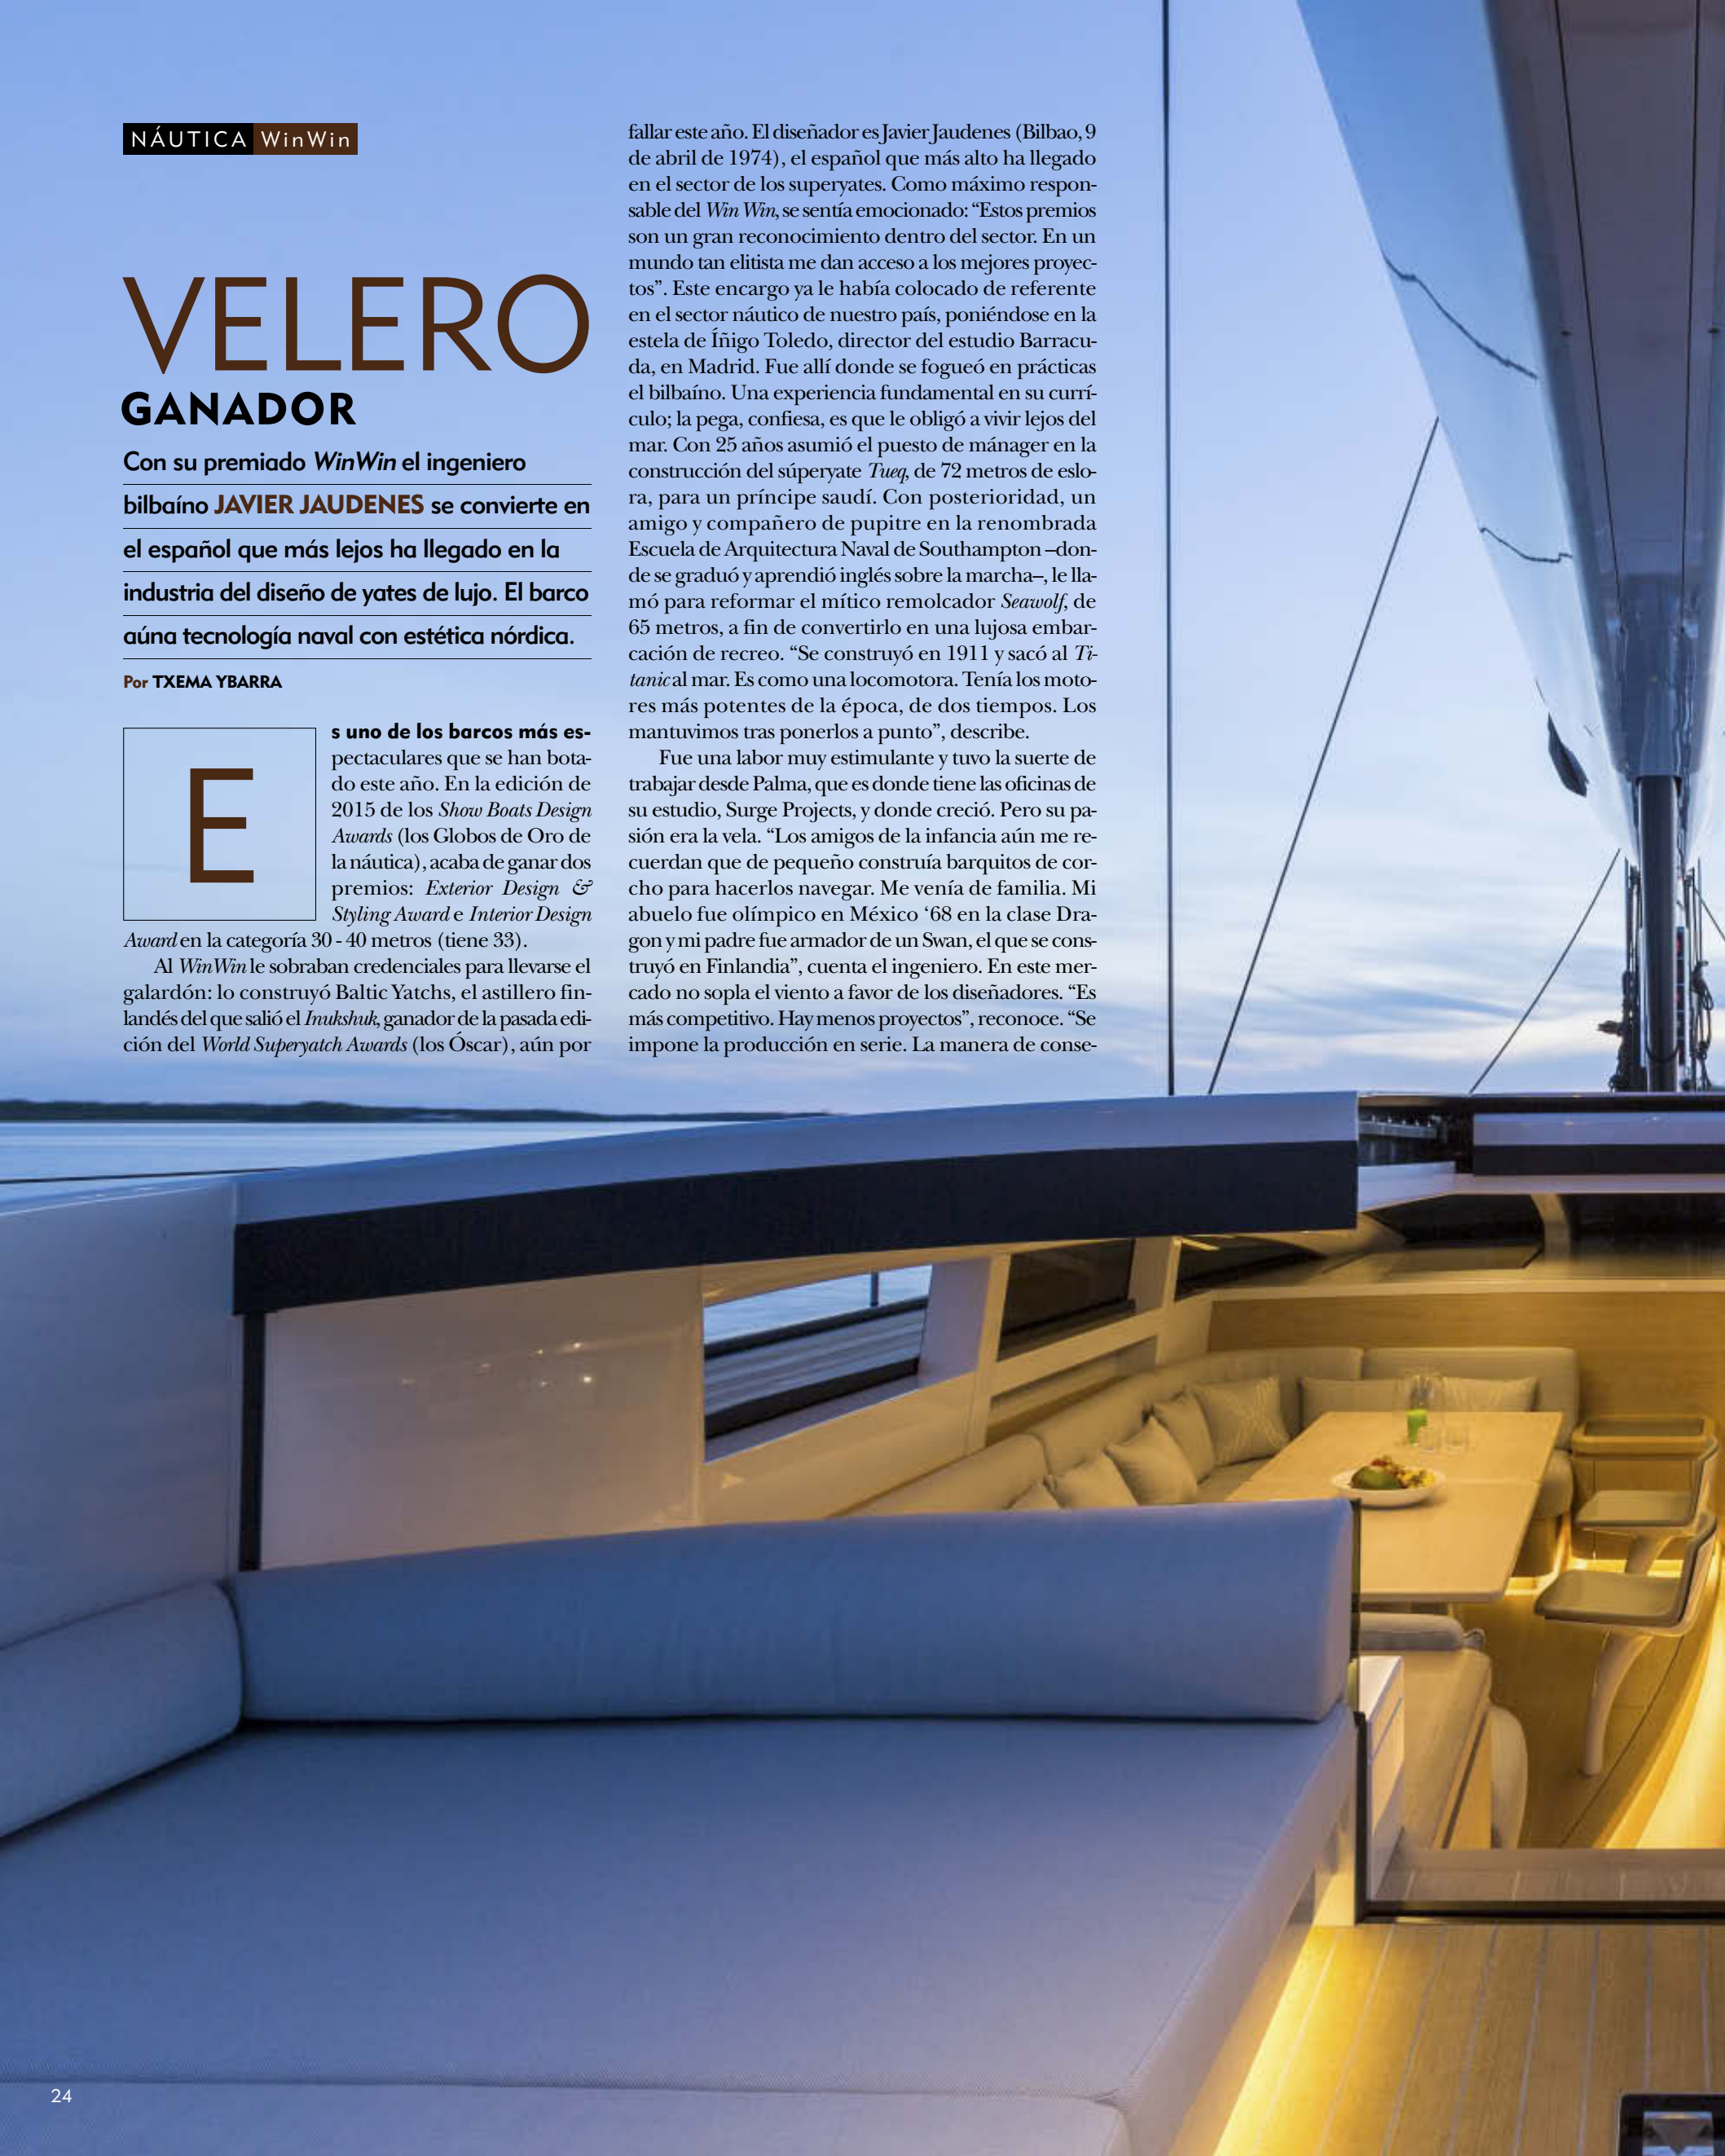 NÁUTICA WinWin
VELERO
GANADOR
Con su premiado WinWin el ingeniero
bilbaíno JAVIER JAUDENES se convierte en
el español que más lejos ha llegado en la
industria del diseño de yates de lujo. El barco
aúna tecnología naval con estética nórdica.
Por TXEMA YBARRA
E
s uno de los barcos más es-
pectaculares que se han bota-
do este año. En la edición de
2015 de los Show Boats Design
Awards (los Globos de Oro de
la náutica), acaba de ganar dos
premios: Exterior Design &
Styling Award e Interior Design
Award en la categoría 30 - 40 metros (tiene 33).
Al WinWin le sobraban credenciales para llevarse el
galardón: lo construyó Baltic Yatchs, el astillero fin-
landés del que salió el Inukshuk, ganador de la pasada edi-
ción del World Superyatch Awards (los Óscar), aún por
fallar este año. El diseñador es Javier Jaudenes (Bilbao, 9
de abril de 1974), el español que más alto ha llegado
en el sector de los superyates. Como máximo respon-
sable del Win Win, se sentía emocionado: “Estos premios
son un gran reconocimiento dentro del sector. En un
mundo tan elitista me dan acceso a los mejores proyec-
tos”. Este encargo ya le había colocado de referente
en el sector náutico de nuestro país, poniéndose en la
estela de Íñigo Toledo, director del estudio Barracu-
da, en Madrid. Fue allí donde se fogueó en prácticas
el bilbaíno. Una experiencia fundamental en su currí-
culo; la pega, confiesa, es que le obligó a vivir lejos del
mar. Con 25 años asumió el puesto de mánager en la
construcción del súperyate Tueq, de 72 metros de eslo-
ra, para un príncipe saudí. Con posterioridad, un
amigo y compañero de pupitre en la renombrada
Escuela de Arquitectura Naval de Southampton –don-
de se graduó y aprendió inglés sobre la marcha–, le lla-
mó para reformar el mítico remolcador Seawolf, de
65 metros, a fin de convertirlo en una lujosa embar-
cación de recreo. “Se construyó en 1911 y sacó al Ti-
tanic al mar. Es como una locomotora. Tenía los moto-
res más potentes de la época, de dos tiempos. Los
mantuvimos tras ponerlos a punto”, describe.
Fue una labor muy estimulante y tuvo la suerte de
trabajar desde Palma, que es donde tiene las oficinas de
su estudio, Surge Projects, y donde creció. Pero su pa-
sión era la vela. “Los amigos de la infancia aún me re-
cuerdan que de pequeño construía barquitos de cor-
cho para hacerlos navegar. Me venía de familia. Mi
abuelo fue olímpico en México ‘68 en la clase Dra-
gon y mi padre fue armador de un Swan, el que se cons-
truyó en Finlandia”, cuenta el ingeniero. En este mer-
cado no sopla el viento a favor de los diseñadores. “Es
más competitivo. Hay menos proyectos”, reconoce. “Se
impone la producción en serie. La manera de conse-
24